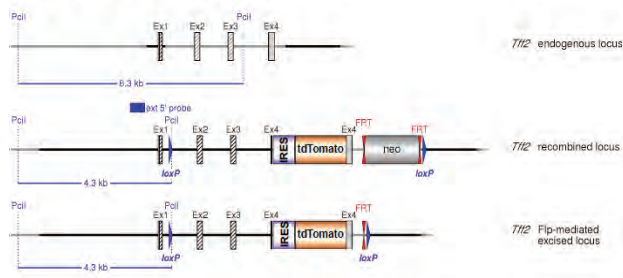 PciI PciI
Ex1 Ex2 Ex3 Ex4
Tff2 endogenous locus
6,3 kb
ext 5' probe
PciI Ex1 PciI Ex2 Ex3 Ex4 IRES tdTomato Ex4 FRT neo FRT
Tff2 recombined locus
4,3 kb
loxP loxP
PciI Ex1 PciI Ex2 Ex3 Ex4 IRES tdTomato Ex4 FRT
Tff2 Flp-mediated
excised locus
4,3 kb
loxP loxP